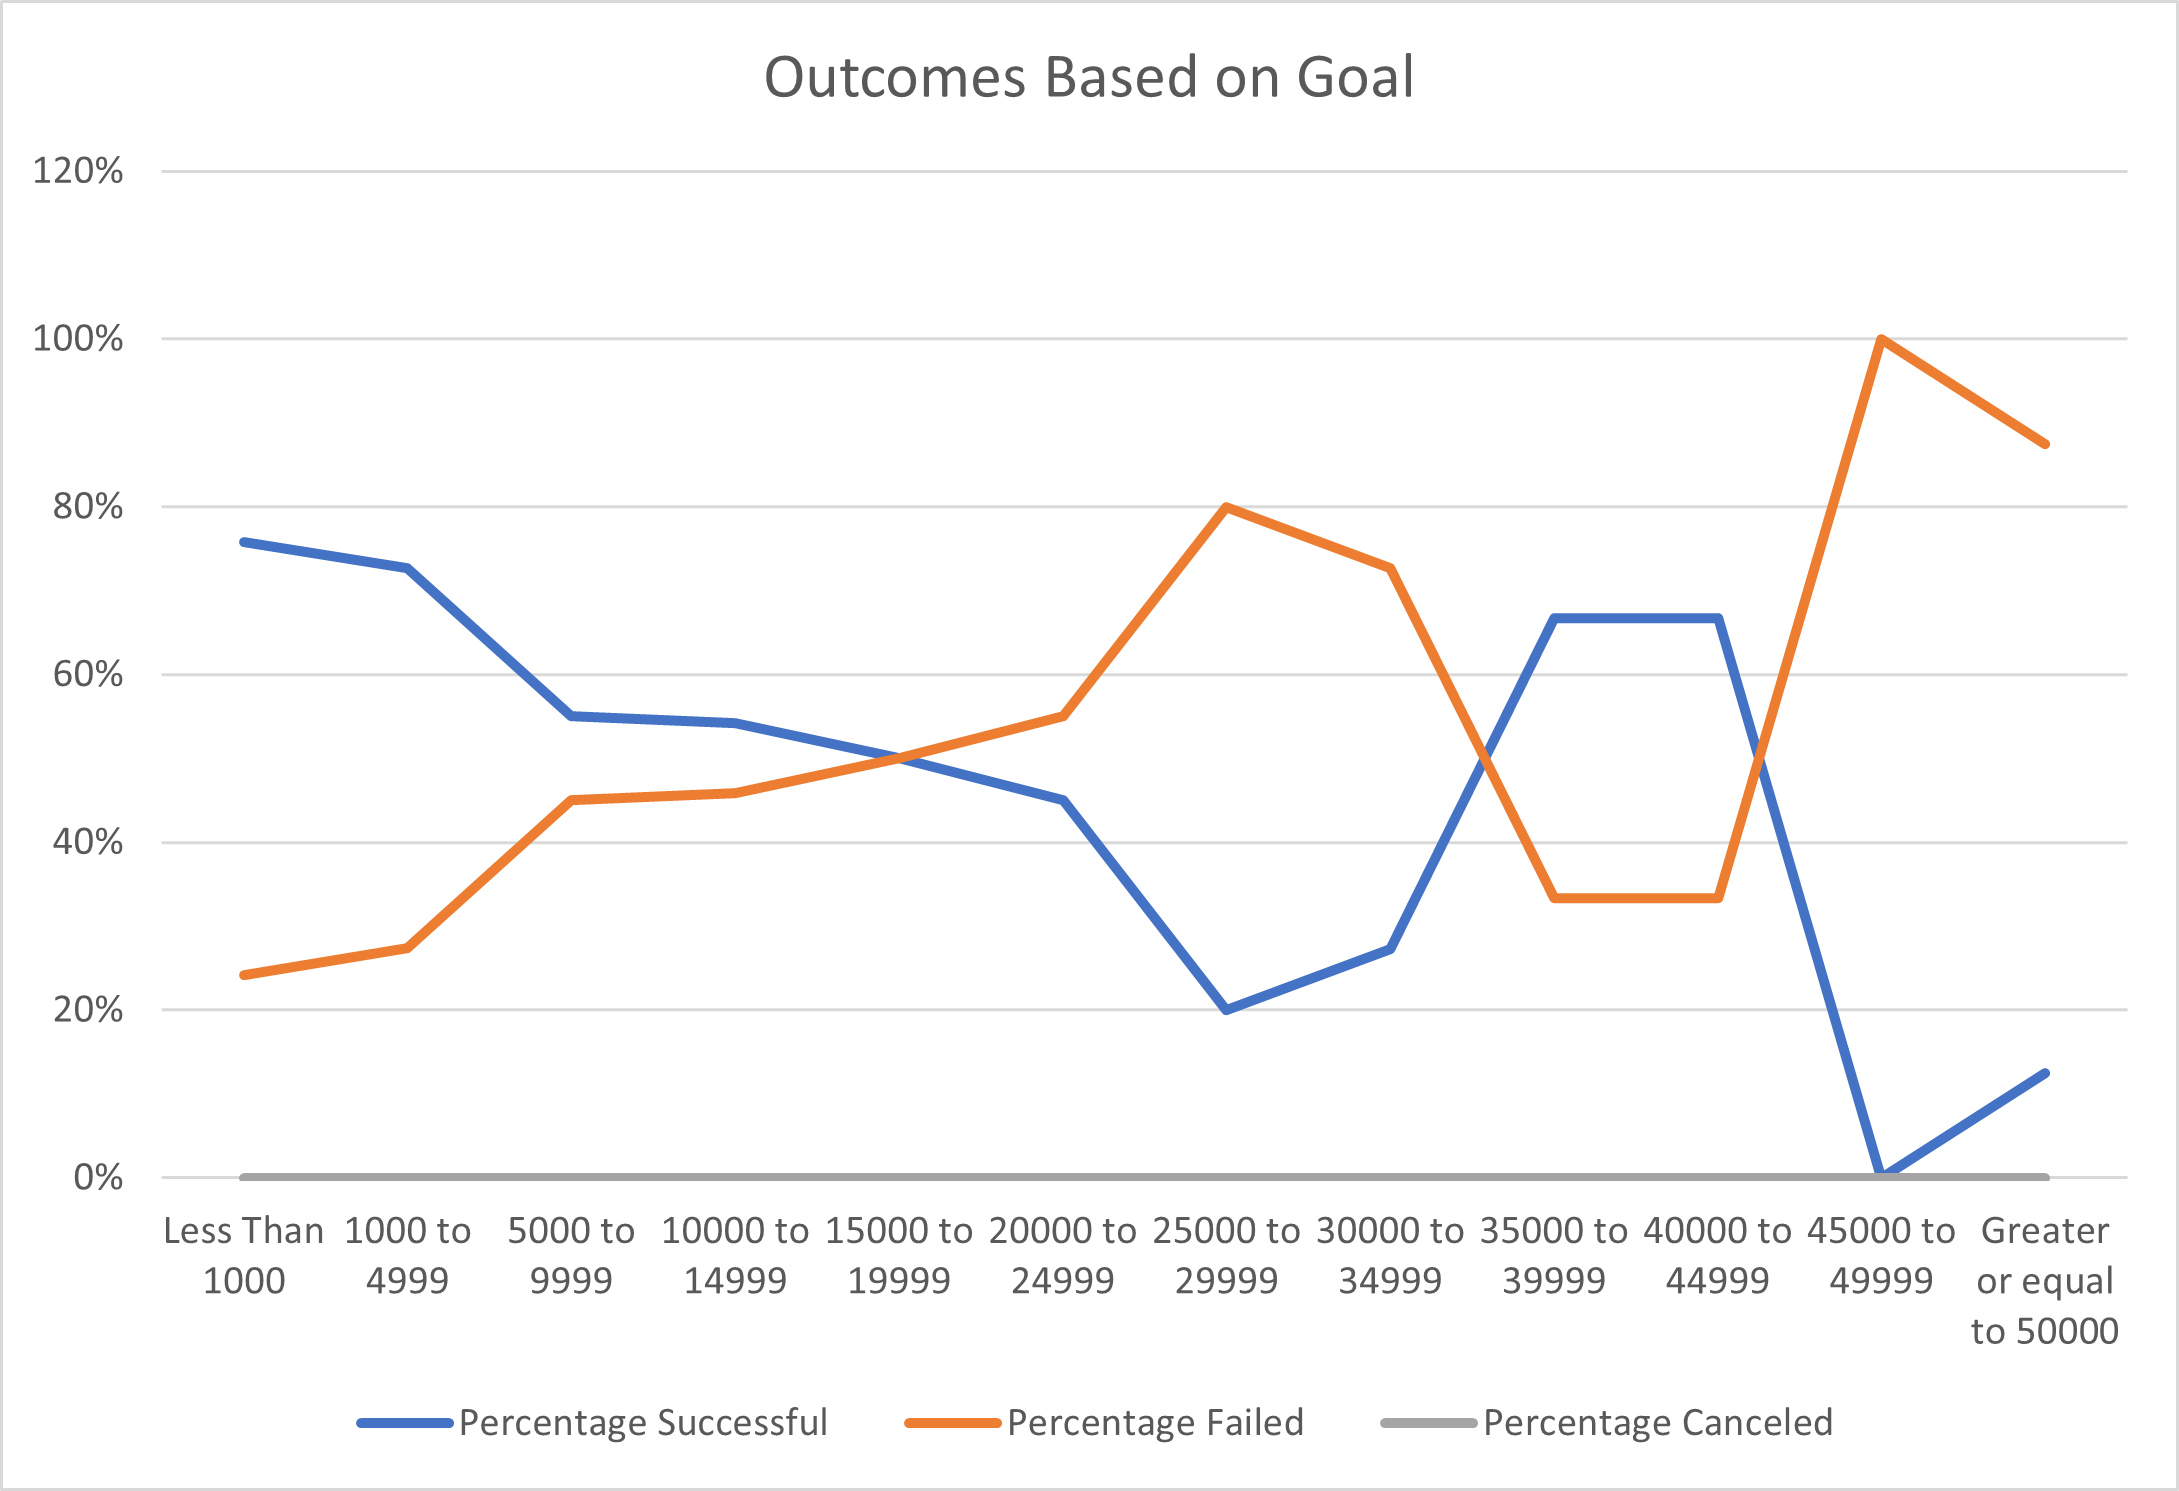 Outcomes Based on Goal
120%
100%
80%
60%
40%
20%
0%
Less Than 1000 to 5000 to 10000 to 15000 to 20000 to 25000 to 30000 to 35000 to 40000 to 45000 to Greater
1000 4999 9999 14999 19999 24999 29999 34999 39999 44999 49999 or equal
to 50000
Percentage Successful Percentage Failed Percentage Canceled